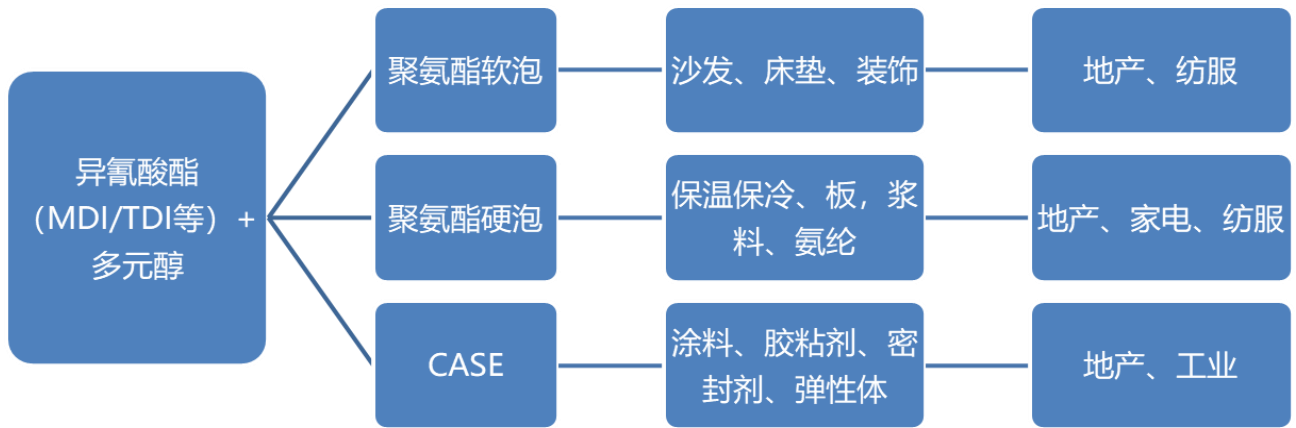 异氰酸酯
（MDI/TDI等）+
多元醇
聚氨酯软泡
沙发、床垫、装饰
地产、纺服
聚氨酯硬泡
保温保冷、板，浆
料、氨纶
地产、家电、纺服
CASE
涂料、胶粘剂、密
封剂、弹性体
地产、工业